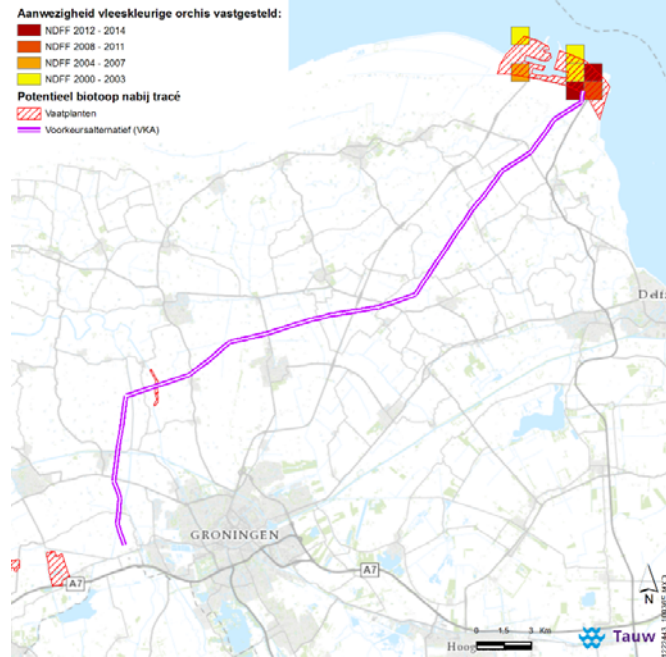 Aanwezigheid vleeskleurige orchis vastgesteld:
NDFF 2012 - 2014
NDFF 2008 - 2011
NDFF 2004 - 2007
NDFF 2000 - 2003
Potentieel biotoop nabij tracé
Vaatplanten
Voorkeursalternatief (VKA)
Delf
GRONINGEN
A7
A7
N
Hoog
0 1.5 3 Km
Tauw